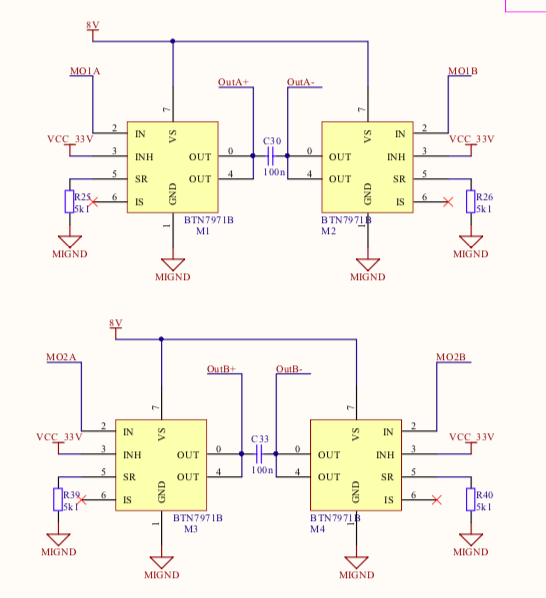 8V
MO1A
OutA+
OutA-
MO1B
VCC_33V
2
IN
3
INH
5
SR
6
IS
7
VS
GND
1
OUT
0
OUT
4
R25
5k1
MIGND
BTN7971B
M1
MIGND
C30
100n
7
VS
IN
2
INH
3
SR
5
IS
6
0
OUT
4
OUT
GND
1
BTN7971B
M2
MIGND
VCC_33V
R26
5k1
MIGND
8V
MO2A
OutB+
OutB-
MO2B
VCC_33V
2
IN
3
INH
5
SR
6
IS
7
VS
GND
1
OUT
0
OUT
4
R39
5k1
MIGND
BTN7971B
M3
MIGND
C33
100n
7
VS
IN
2
INH
3
SR
5
IS
6
0
OUT
4
OUT
GND
1
BTN7971B
M4
MIGND
VCC_33V
R40
5k1
MIGND